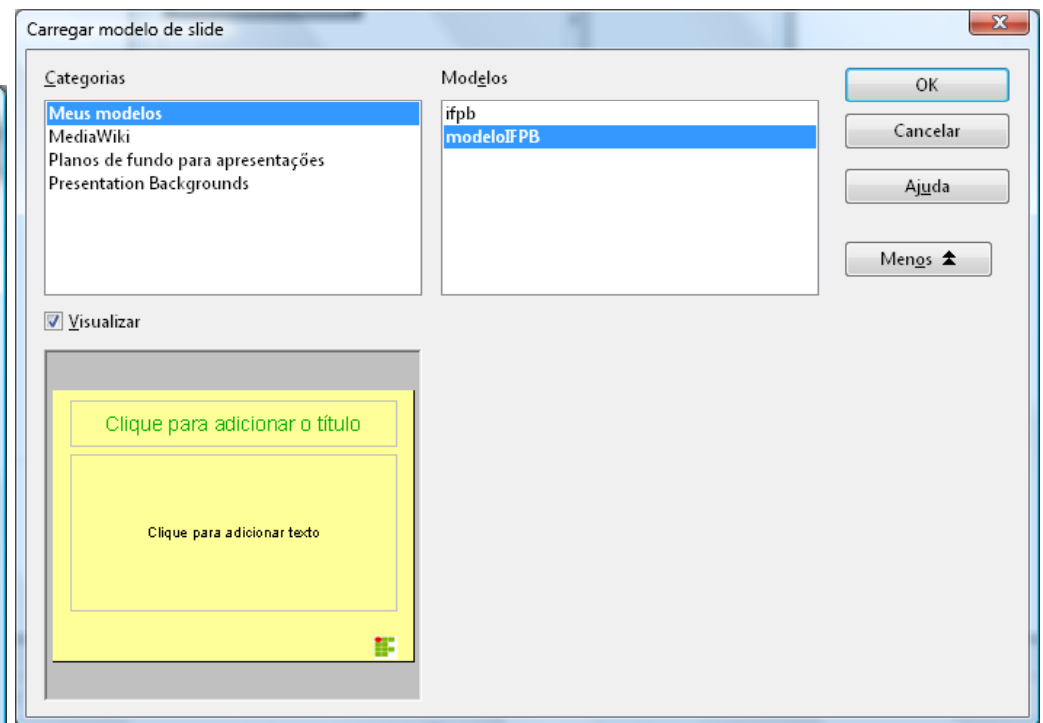 Carregar modelo de slide
Categorias
Meus modelos
MediaWiki
Planos de fundo para apresentações
Presentation Backgrounds
Modelos
ifpb
modeloIFPB
OK
Cancelar
Ajuda
Menos
Visualizar
Clique para adicionar o título
Clique para adicionar texto